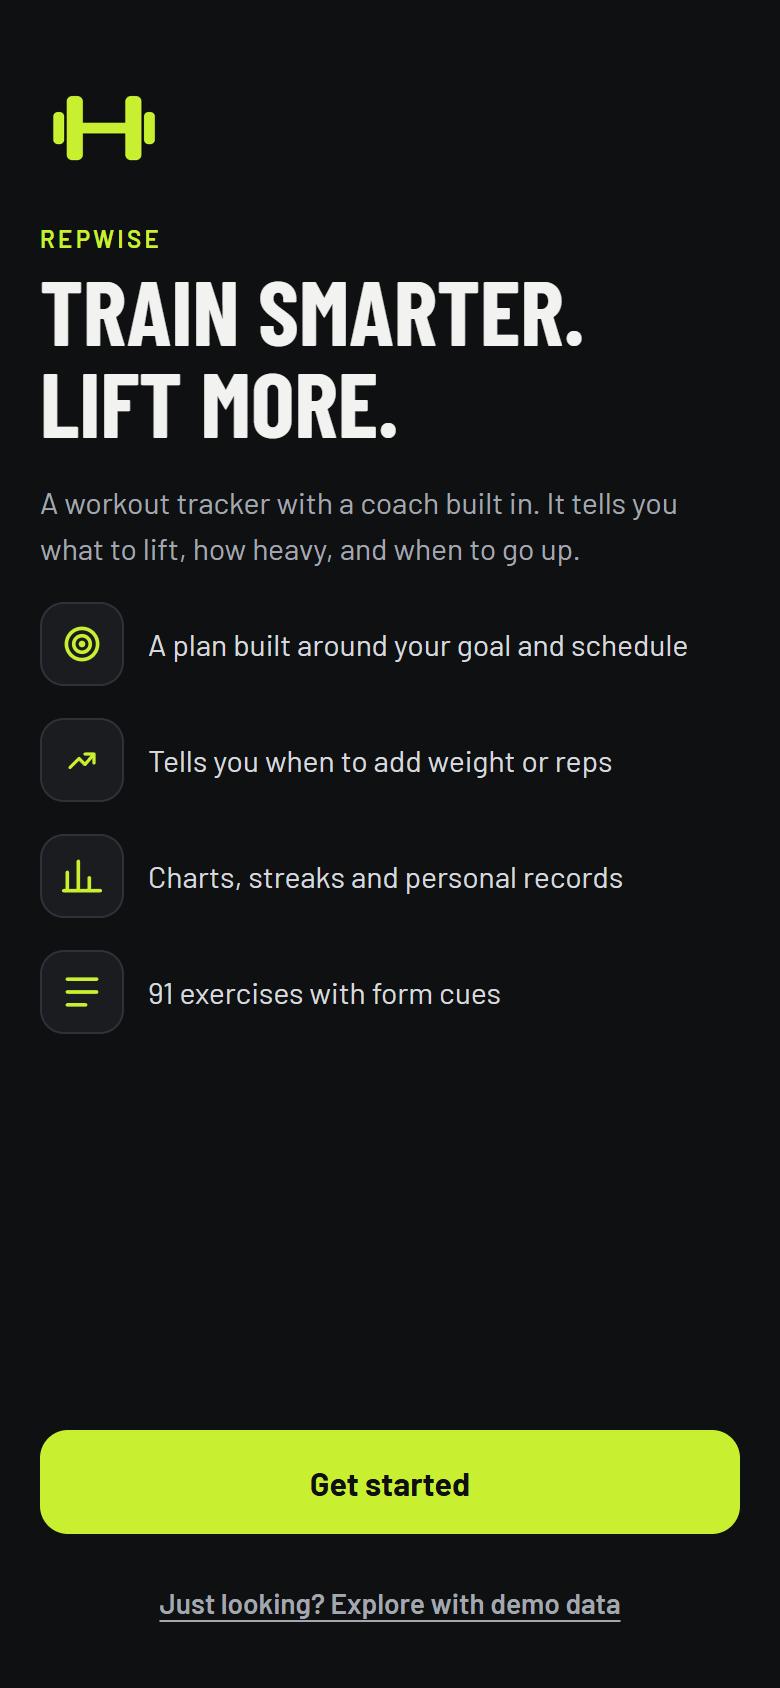 REPWISE
TRAIN SMARTER.
LIFT MORE.
A workout tracker with a coach built in. It tells you
what to lift, how heavy, and when to go up.
A plan built around your goal and schedule
Tells you when to add weight or reps
Charts, streaks and personal records
91 exercises with form cues
Get started
Just looking? Explore with demo data